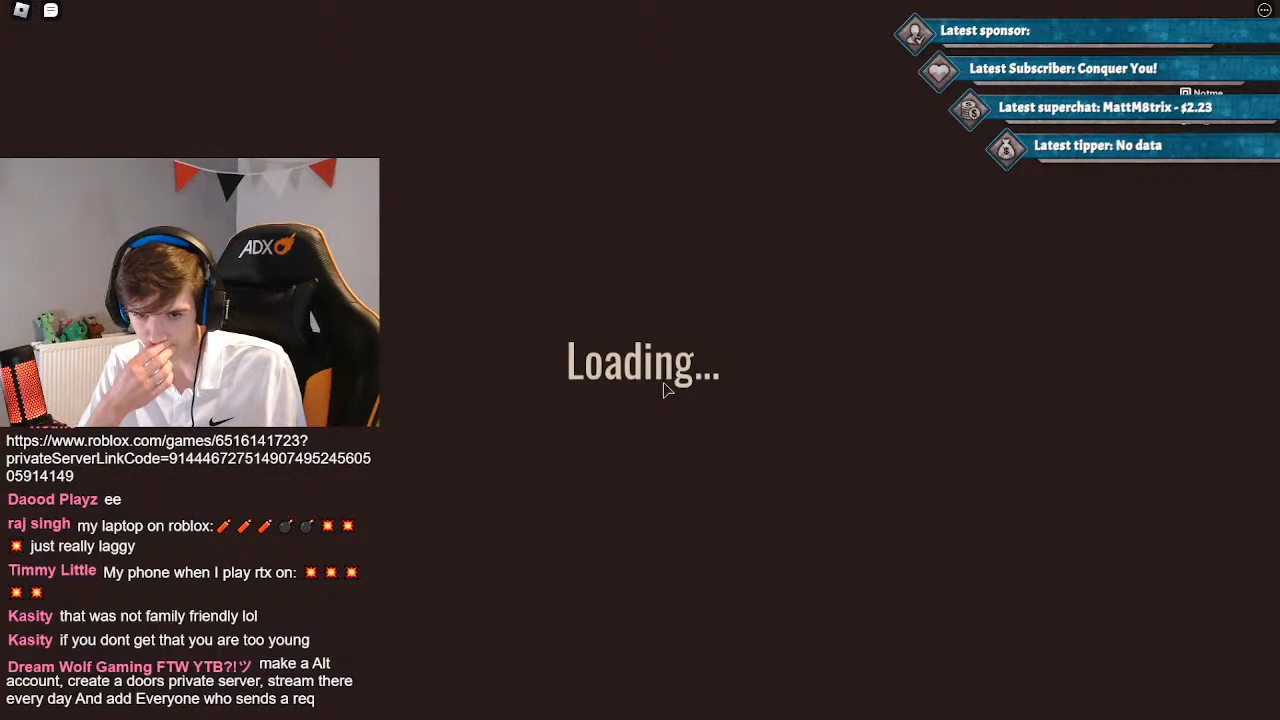 Latest sponsor:
Latest Subscriber: Conquer You!
Notme
Latest superchat: MattM8trix - $2.23
Latest tipper: No data
ADX
Loading...
https://www.roblox.com/games/6516141723?
privateServerLinkCode=914446727514907495245605
05914149
Daood Playz ee
raj singh my laptop on roblox:🧨🧨🧨💣💣💥💥
💥 just really laggy
Timmy Little My phone when I play rtx on: 💥💥💥
💥💥
Kasity that was not family friendly lol
Kasity if you dont get that you are too young
Dream Wolf Gaming FTW YTB?!ツ make a Alt
account, create a doors private server, stream there
every day And add Everyone who sends a req